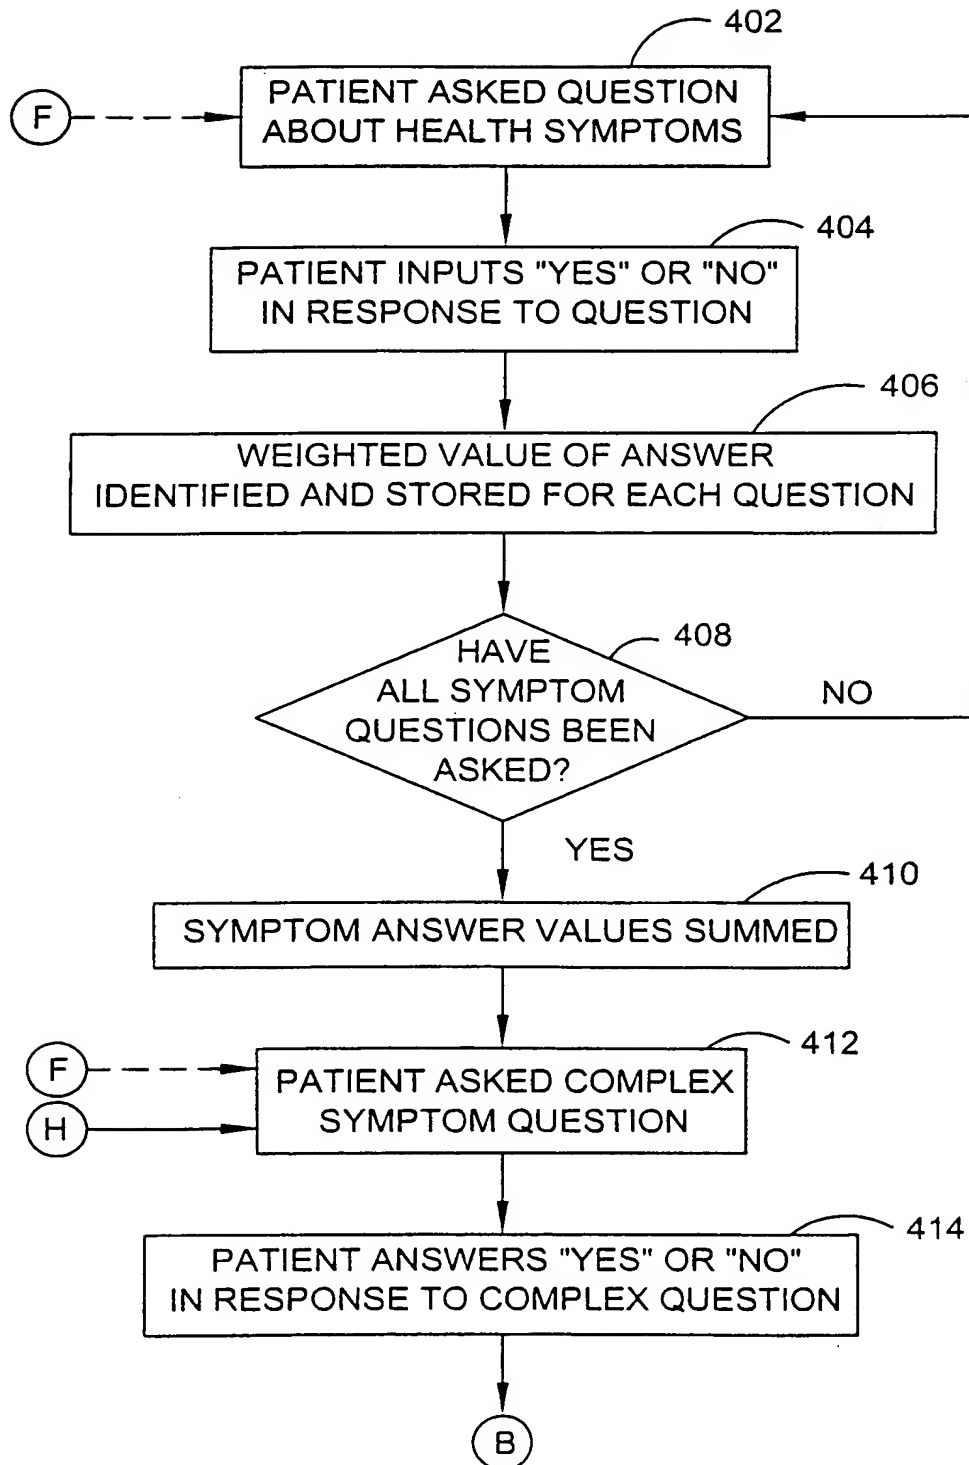 402
F
PATIENT ASKED QUESTION
ABOUT HEALTH SYMPTOMS
404
PATIENT INPUTS "YES" OR "NO"
IN RESPONSE TO QUESTION
406
WEIGHTED VALUE OF ANSWER
IDENTIFIED AND STORED FOR EACH QUESTION
408
HAVE
ALL SYMPTOM
QUESTIONS BEEN
ASKED?
NO
YES
410
SYMPTOM ANSWER VALUES SUMMED
412
F
H
PATIENT ASKED COMPLEX
SYMPTOM QUESTION
414
PATIENT ANSWERS "YES" OR "NO"
IN RESPONSE TO COMPLEX QUESTION
B